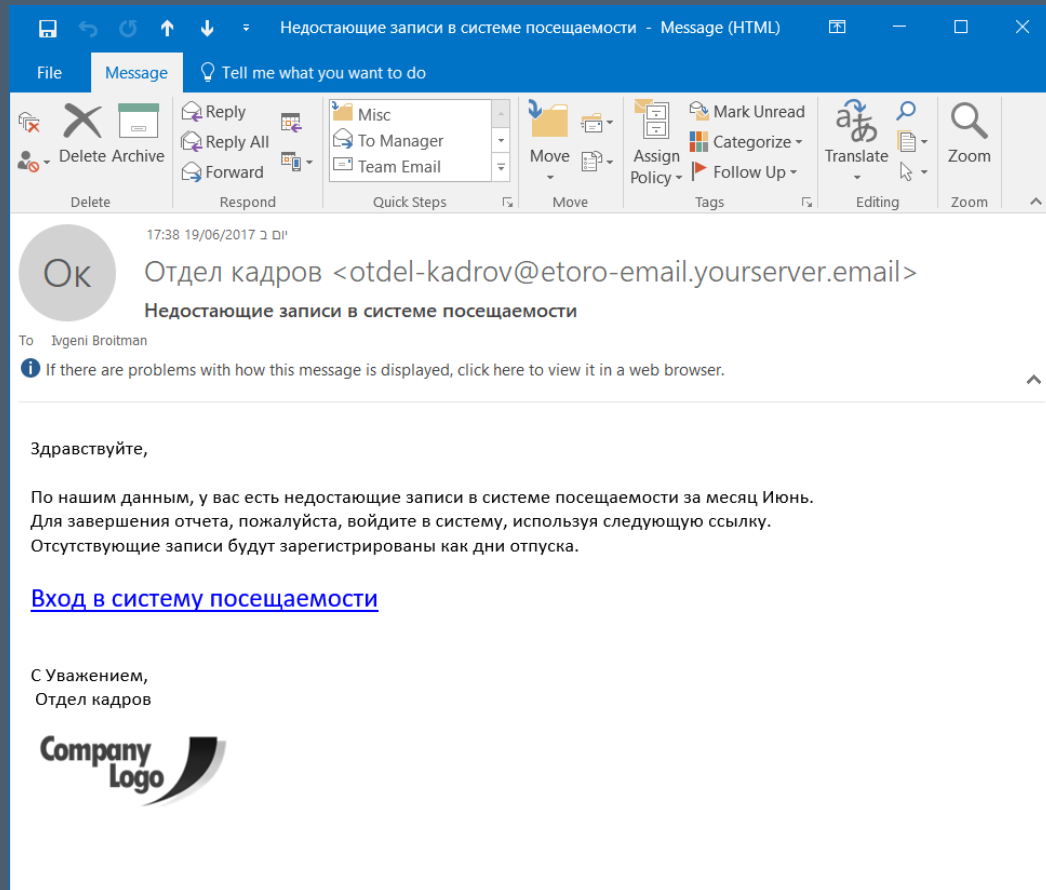 Недостающие записи в системе посещаемости - Message (HTML)
File Message Tell me what you want to do
Delete Archive
Reply
Reply All
Forward
Misc
To Manager
Team Email
Move
Assign Policy
Mark Unread
Categorize
Follow Up
Translate
Zoom
Delete Respond Quick Steps Move Tags Editing Zoom
17:38 19/06/2017 יום ב'
Ок
Отдел кадров <otdel-kadrov@etoro-email.yourserver.email>
Недостающие записи в системе посещаемости
To Ivgeni Broitman
If there are problems with how this message is displayed, click here to view it in a web browser.
Здравствуйте,
По нашим данным, у вас есть недостающие записи в системе посещаемости за месяц Июнь.
Для завершения отчета, пожалуйста, войдите в систему, используя следующую ссылку.
Отсутствующие записи будут зарегистрированы как дни отпуска.
Вход в систему посещаемости
С Уважением,
Отдел кадров
Company
Logo